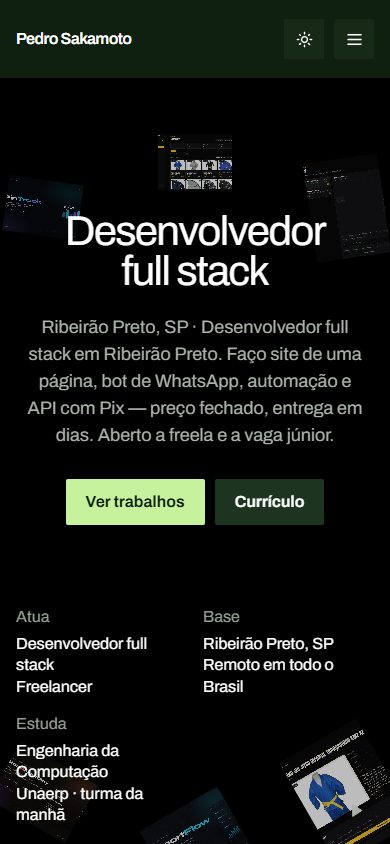 Pedro Sakamoto
Desenvolvedor
full stack
Ribeirão Preto, SP · Desenvolvedor full
stack em Ribeirão Preto. Faço site de uma
página, bot de WhatsApp, automação e
API com Pix — preço fechado, entrega em
dias. Aberto a freela e a vaga júnior.
Ver trabalhos
Currículo
Atua
Desenvolvedor full
stack
Freelancer
Base
Ribeirão Preto, SP
Remoto em todo o
Brasil
Estuda
Engenharia da
Computação
Unaerp · turma da
manhã